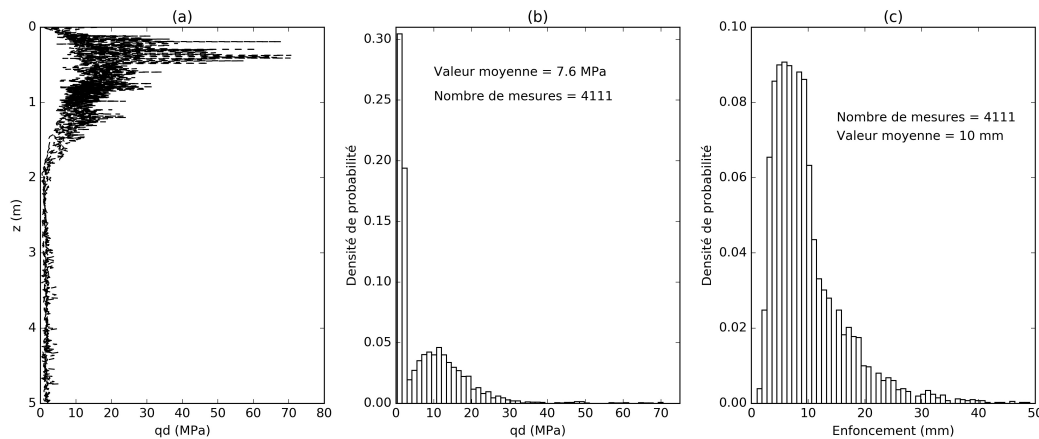 (a)
0
1
2
3
4
5
z (m)
0 10 20 30 40 50 60 70 80
qd (MPa)
(b)
0.30
0.25
0.20
0.15
0.10
0.05
0.00
Densité de probabilité
Valeur moyenne = 7.6 MPa
Nombre de mesures = 4111
0 10 20 30 40 50 60 70
qd (MPa)
(c)
0.10
0.08
0.06
0.04
0.02
0.00
Densité de probabilité
Nombre de mesures = 4111
Valeur moyenne = 10 mm
0 10 20 30 40 50
Enfoncement (mm)